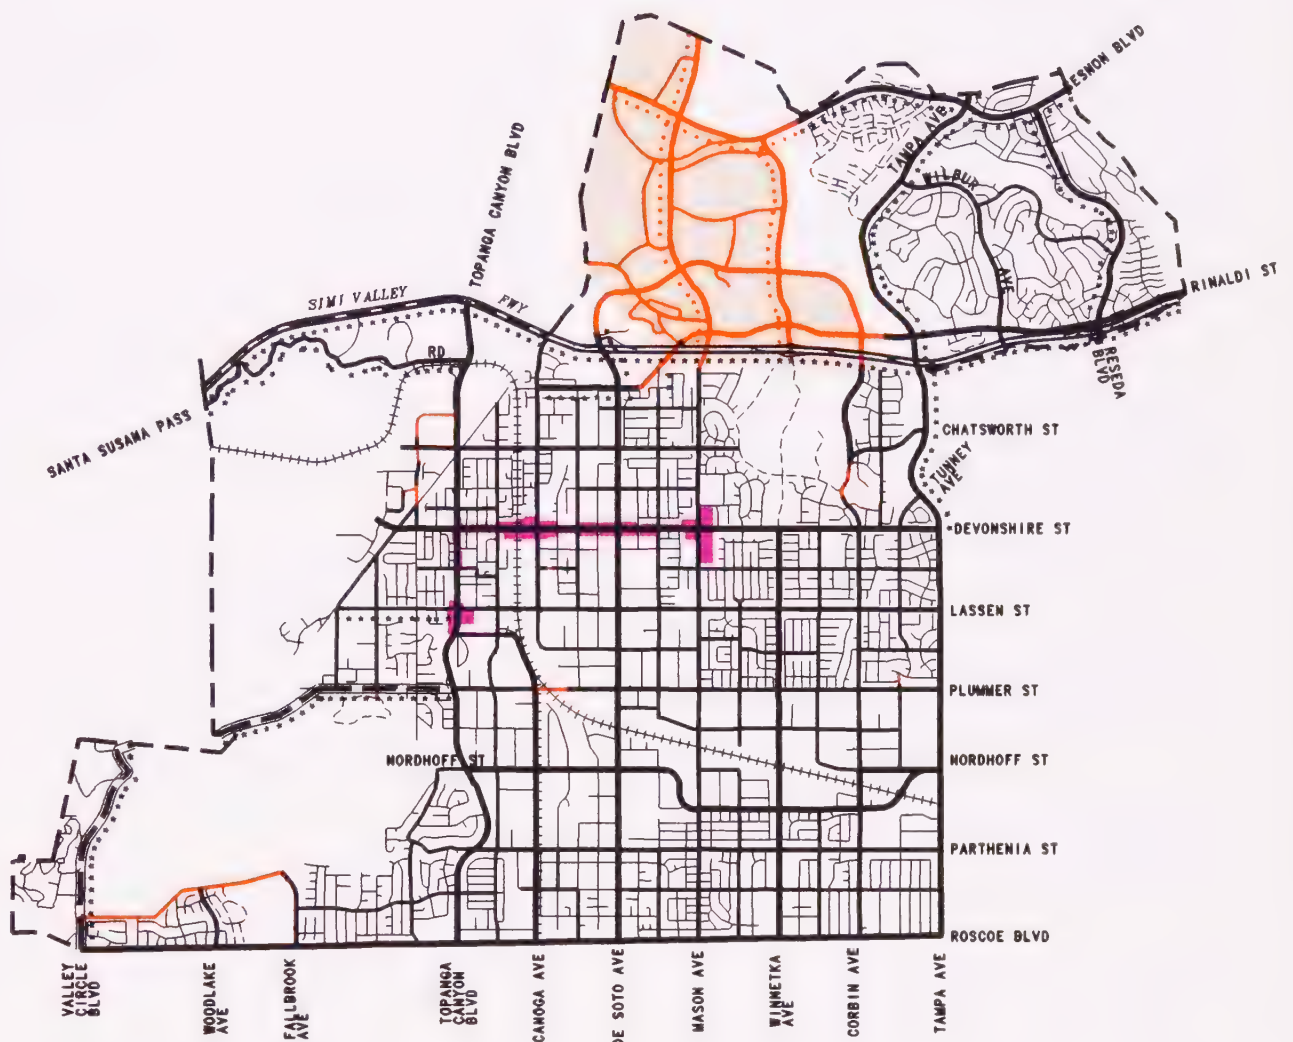 SESNON BLVD
TAMPA AVE
WILBUR
AVE
TOPANGA CANYON BLVD
SIMI VALLEY
FWY
RINALDI ST
RESEDA
BLVD
RD
SANTA SUSANA PASS
CHATSWORTH ST
TUNNEY
AVE
DEVONSHIRE ST
LASSEN ST
PLUMMER ST
NORDHOFF ST
NORDHOFF ST
PARTHENIA ST
ROSCOE BLVD
VALLEY
CIRCLE
BLVD
WOODLAKE
AVE
FALLBROOK
AVE
TOPANGA
CANYON
BLVD
CANOGA AVE
DE SOTO AVE
MASON AVE
WINNETKA
AVE
CORBIN AVE
TAMPA AVE